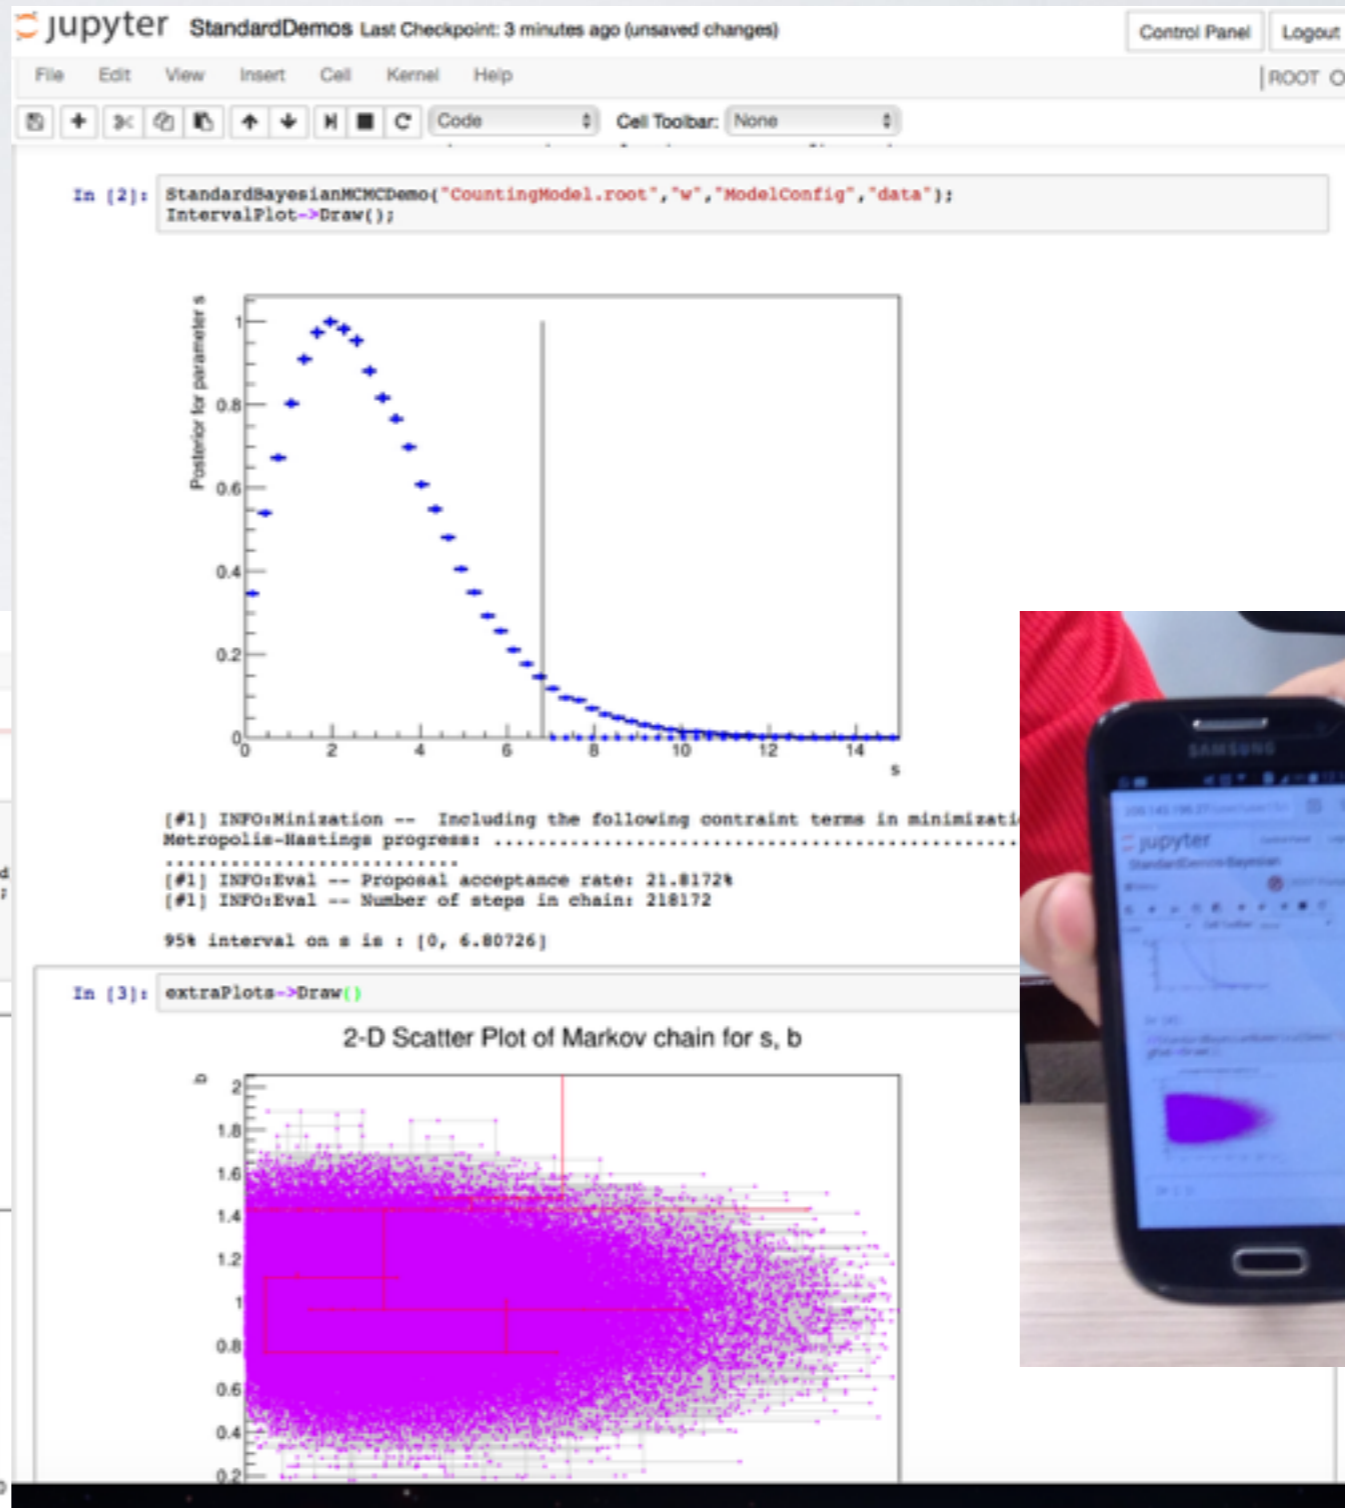 jupyter StandardDemos Last Checkpoint: 3 minutes ago (unsaved changes)
Control Panel Logout
File Edit View Insert Cell Kernel Help
ROOT
Code Cell Toolbar: None
In [2]: StandardBayesianMCMCDemo("CountingModel.root","w","ModelConfig","data");
IntervalPlot->Draw();
Posterior for parameter s
1
0.8
0.6
0.4
0.2
0
0 2 4 6 8 10 12 14
s
[#1] INFO:Minization -- Including the following contraint terms in minimizati
Metropolis-Hastings progress: ....................................................
............................
[#1] INFO:Eval -- Proposal acceptance rate: 21.8172%
[#1] INFO:Eval -- Number of steps in chain: 218172
95% interval on s is : [0, 6.80726]
In [3]: extraPlots->Draw()
2-D Scatter Plot of Markov chain for s, b
b
2
1.8
1.6
1.4
1.2
1
0.8
0.6
0.4
0.2
d
;
SAMSUNG
jupyter
StandardDemos-Bayesian